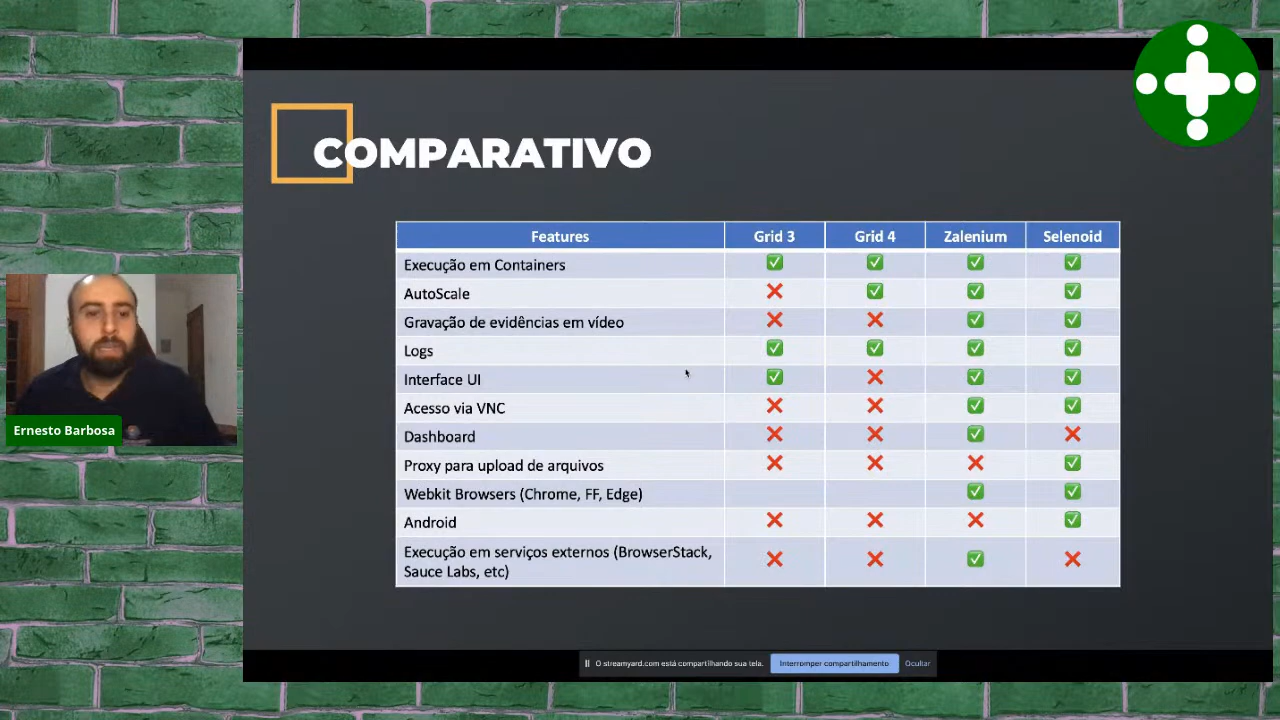 COMPARATIVO
Features Grid 3 Grid 4 Zalenium Selenoid
Execução em Containers ✅ ✅ ✅ ✅
AutoScale ❌ ✅ ✅ ✅
Gravação de evidências em vídeo ❌ ❌ ✅ ✅
Logs ✅ ✅ ✅ ✅
Interface UI ✅ ❌ ✅ ✅
Acesso via VNC ❌ ❌ ✅ ✅
Dashboard ❌ ❌ ✅ ❌
Proxy para upload de arquivos ❌ ❌ ❌ ✅
Webkit Browsers (Chrome, FF, Edge) ✅ ✅
Android ❌ ❌ ❌ ✅
Execução em serviços externos (BrowserStack, ❌ ❌ ✅ ❌
Sauce Labs, etc)
Ernesto Barbosa
O streamyard.com está compartilhando sua tela. Interromper compartilhamento Ocultar